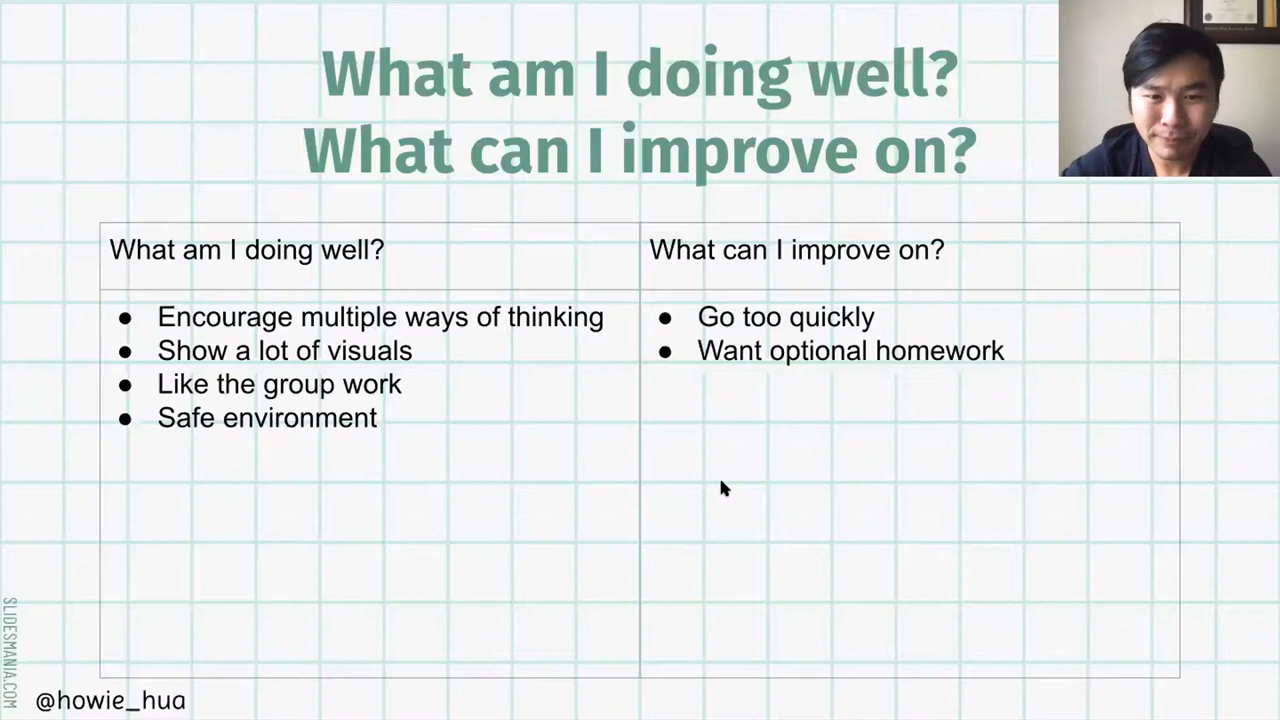 What am I doing well?
What can I improve on?
What am I doing well?
What can I improve on?
● Encourage multiple ways of thinking
● Show a lot of visuals
● Like the group work
● Safe environment
● Go too quickly
● Want optional homework
SLIDESMANIA.COM
@howie_hua